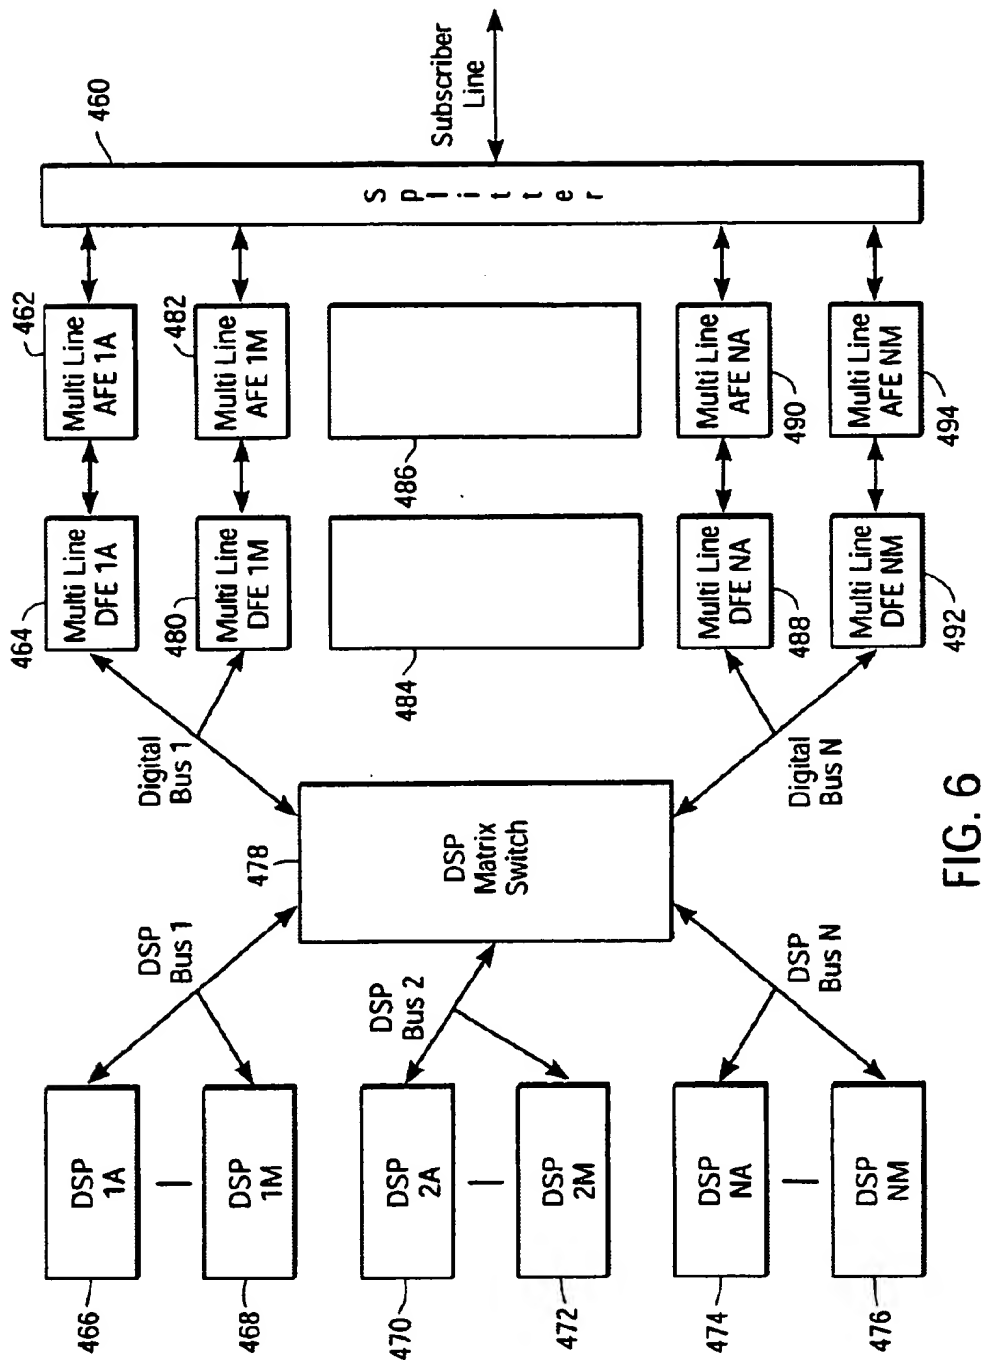 466
DSP
1A
468
DSP
1M
470
DSP
2A
472
DSP
2M
474
DSP
NA
476
DSP
NM
DSP
Bus 1
DSP
Bus 2
DSP
Bus N
478
DSP
Matrix
Switch
Digital
Bus 1
Digital
Bus N
464
Multi Line
DFE 1A
480
Multi Line
DFE 1M
484
Multi Line
DFE NA
488
Multi Line
DFE NM
492
462
Multi Line
AFE 1A
482
Multi Line
AFE 1M
486
Multi Line
AFE NA
490
Multi Line
AFE NM
494
460
Splitter
Subscriber
Line
FIG. 6